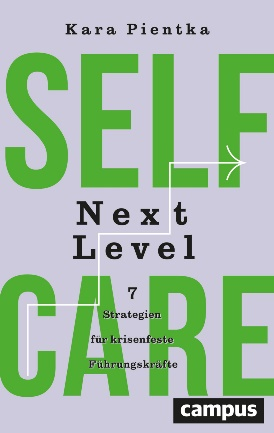 Kara Pientka
SELF
Next
Level
CARE
7
Strategien
für krisenfeste
Führungskräfte
campus